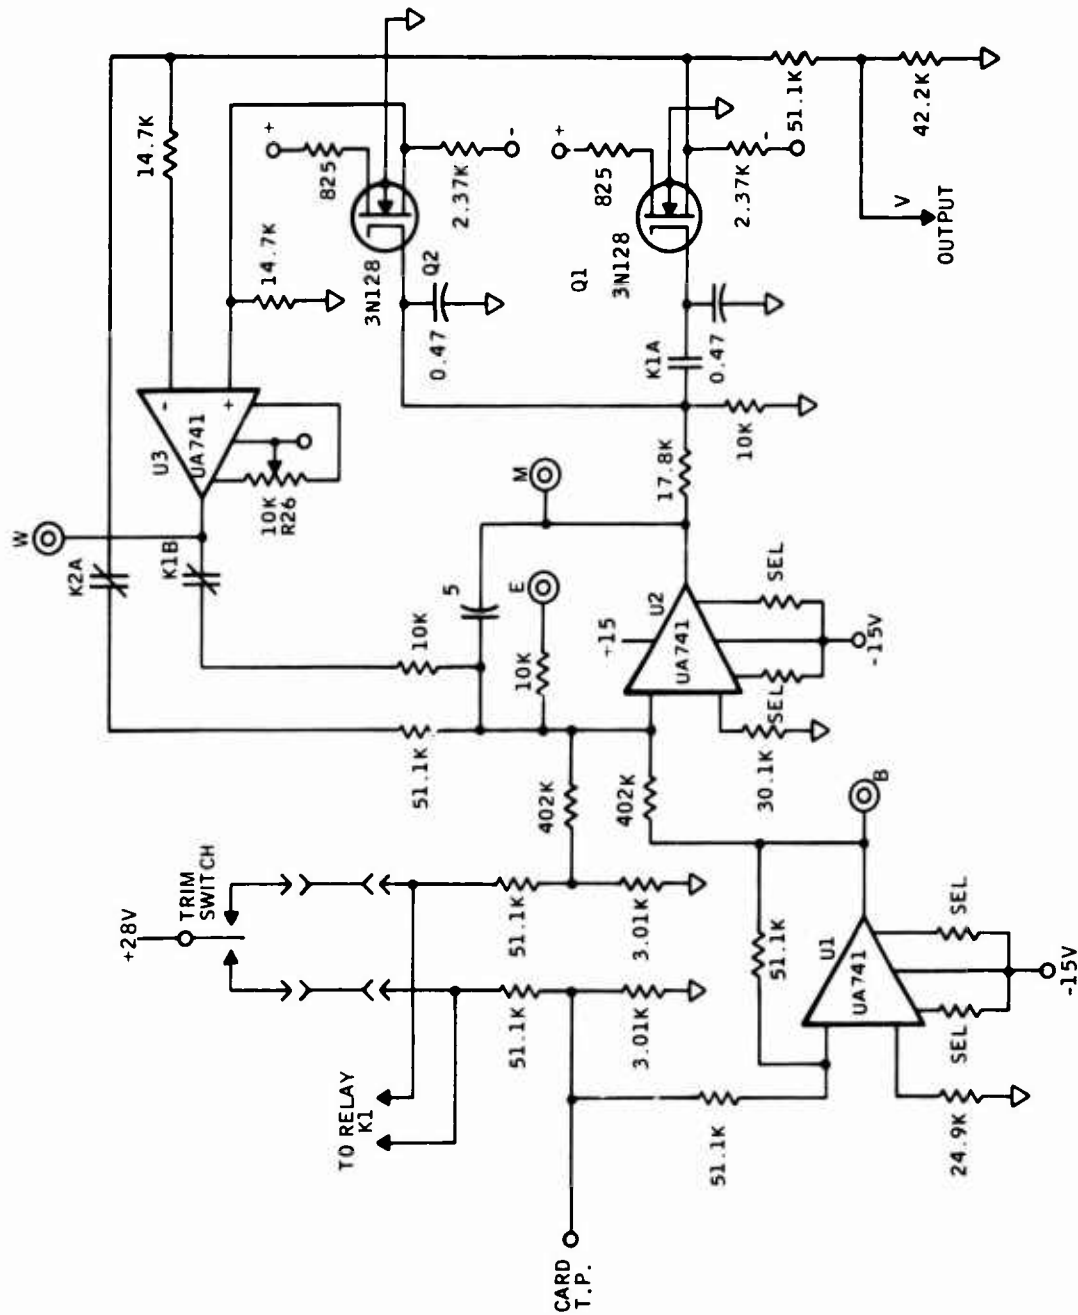 W
+28V
TRIM
SWITCH
K2A
K1B
U3
14.7K
UA741
-
+
10K
R26
14.7K
825
+
TO RELAY
K1
51.1K
10K
5
3N128
Q2
0.47
2.37K
-
51.1K
51.1K
402K
10K
E
M
CARD
T.P.
3.01K
3.01K
402K
+15
U2
UA741
17.8K
K1A
Q1
3N128
825
+
51.1K
51.1K
SEL
SEL
30.1K
-15V
10K
0.47
2.37K
-
51.1K
U1
UA741
B
V
OUTPUT
42.2K
24.9K
SEL
SEL
-15V